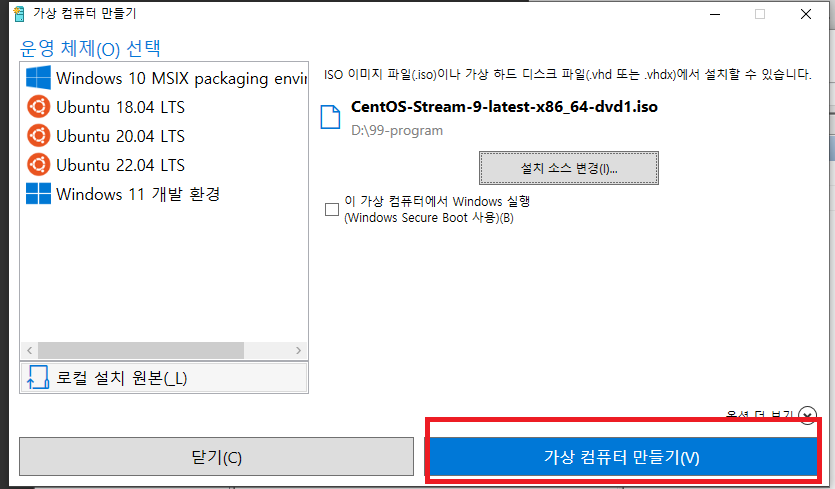 가상 컴퓨터 만들기
운영 체제(O) 선택
Windows 10 MSIX packaging envir
Ubuntu 18.04 LTS
Ubuntu 20.04 LTS
Ubuntu 22.04 LTS
Windows 11 개발 환경
로컬 설치 원본(_L)
ISO 이미지 파일(.iso)이나 가상 하드 디스크 파일(.vhd 또는 .vhdx)에서 설치할 수 있습니다.
CentOS-Stream-9-latest-x86_64-dvd1.iso
D:\99-program
설치 소스 변경(I)...
이 가상 컴퓨터에서 Windows 실행
(Windows Secure Boot 사용)(B)
옵션 더 보기
닫기(C)
가상 컴퓨터 만들기(V)